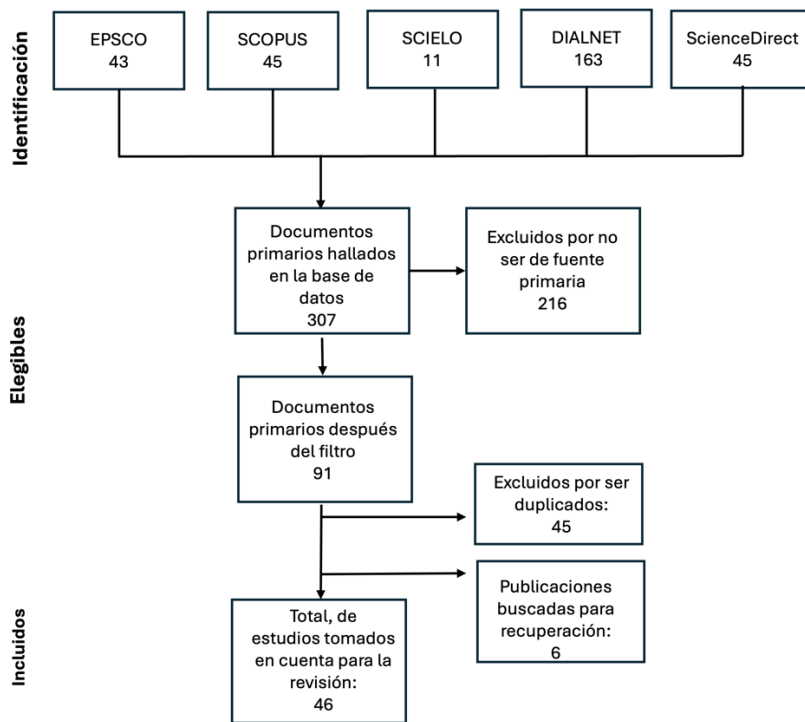 EPSCO
43
SCOPUS
45
SCIELO
11
DIALNET
163
ScienceDirect
45
Identificación
Documentos
primarios hallados
en la base de
datos
307
Excluidos por no
ser de fuente
primaria
216
Elegibles
Documentos
primarios después
del filtro
91
Excluidos por ser
duplicados:
45
Publicaciones
buscadas para
recuperación:
6
Incluidos
Total, de
estudios tomados
en cuenta para la
revisión:
46